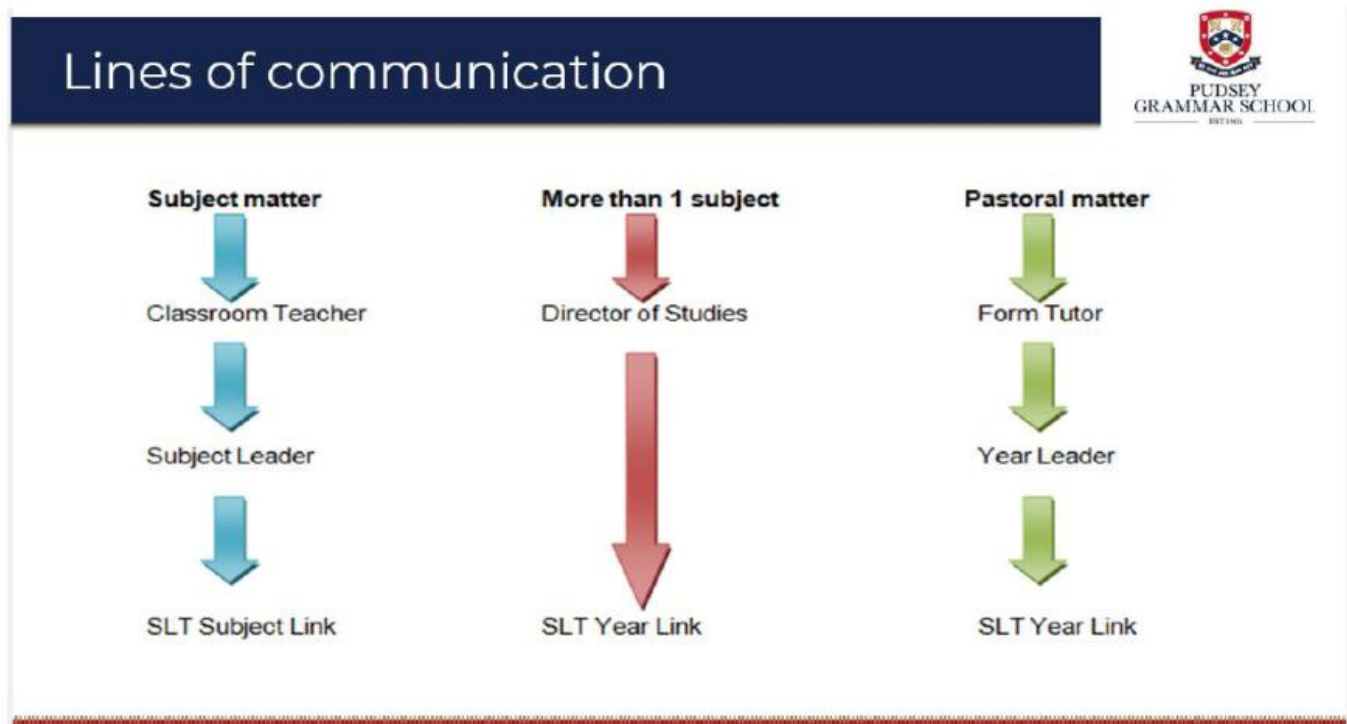 Lines of communication
PUDSEY
GRAMMAR SCHOOL
Subject matter
More than 1 subject
Pastoral matter
Classroom Teacher
Director of Studies
Form Tutor
Subject Leader
Year Leader
SLT Subject Link
SLT Year Link
SLT Year Link